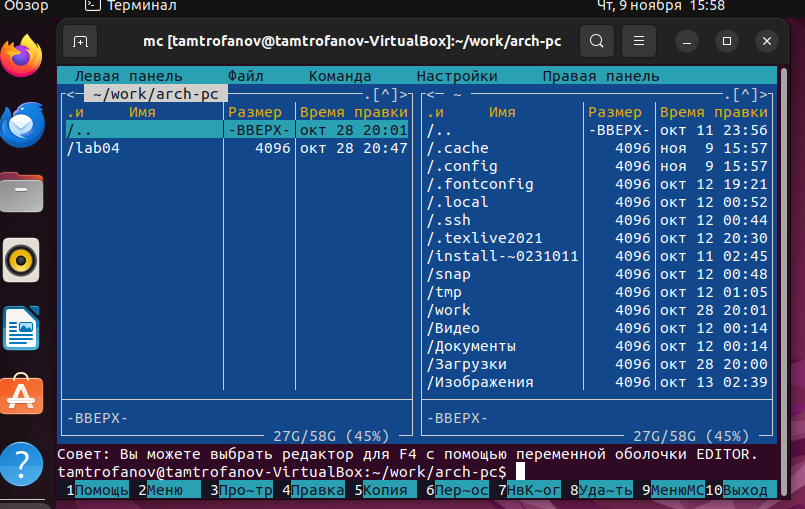 Обзор Терминал Чт, 9 ноября 15:58
mc [tamtrofanov@tamtrofanov-VirtualBox]:~/work/arch-pc
Левая панель Файл Команда Настройки Правая панель
<─ ~/work/arch-pc .[^]> <─ ~ .[^]>
.и Имя Размер Время правки .и Имя Размер Время правки
/.. -ВВЕРХ- окт 28 20:01 /.. -ВВЕРХ- окт 11 23:56
/lab04 4096 окт 28 20:47 /.cache 4096 ноя 9 15:57
/.config 4096 ноя 9 15:57
/.fontconfig 4096 окт 12 19:21
/.local 4096 окт 12 00:52
/.ssh 4096 окт 12 00:44
/.texlive2021 4096 окт 12 20:30
/install-~0231011 4096 окт 11 02:45
/snap 4096 окт 12 00:48
/tmp 4096 окт 12 01:05
/work 4096 окт 28 20:01
/Видео 4096 окт 12 00:14
/Документы 4096 окт 12 00:14
/Загрузки 4096 окт 28 20:00
/Изображения 4096 окт 13 02:39
-ВВЕРХ- -ВВЕРХ-
27G/58G (45%) 27G/58G (45%)
Совет: Вы можете выбрать редактор для F4 с помощью переменной оболочки EDITOR.
tamtrofanov@tamtrofanov-VirtualBox:~/work/arch-pc$
1Помощь 2Меню 3Про~тр 4Правка 5Копия 6Пер~ос 7НвК~ог 8Уда~ть 9МенюMC 10Выход